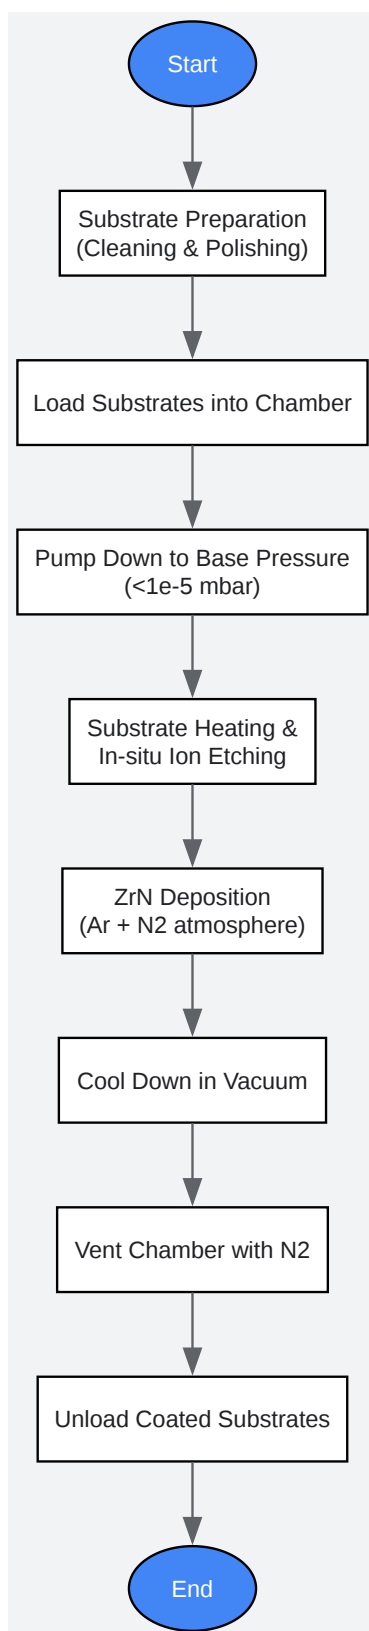 Start
Substrate Preparation
(Cleaning & Polishing)
Load Substrates into Chamber
Pump Down to Base Pressure
(<1e-5 mbar)
Substrate Heating &
In-situ Ion Etching
ZrN Deposition
(Ar + N2 atmosphere)
Cool Down in Vacuum
Vent Chamber with N2
Unload Coated Substrates
End